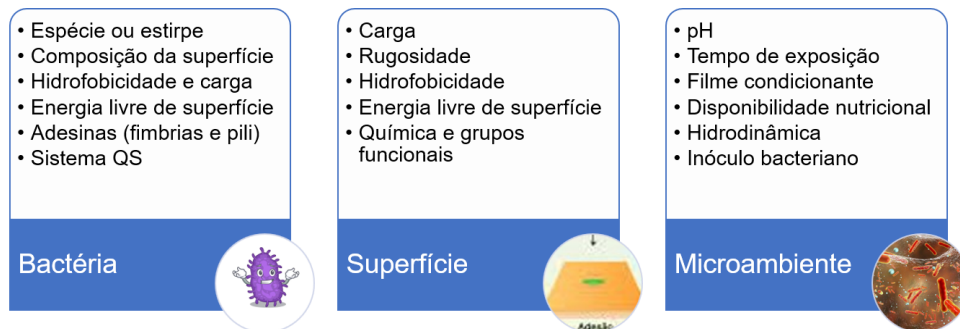 • Espécie ou estirpe
• Composição da superfície
• Hidrofobicidade e carga
• Energia livre de superfície
• Adesinas (fimbrias e pili)
• Sistema QS
Bactéria
• Carga
• Rugosidade
• Hidrofobicidade
• Energia livre de superfície
• Química e grupos
funcionais
Superfície
Adesão
• pH
• Tempo de exposição
• Filme condicionante
• Disponibilidade nutricional
• Hidrodinâmica
• Inóculo bacteriano
Microambiente